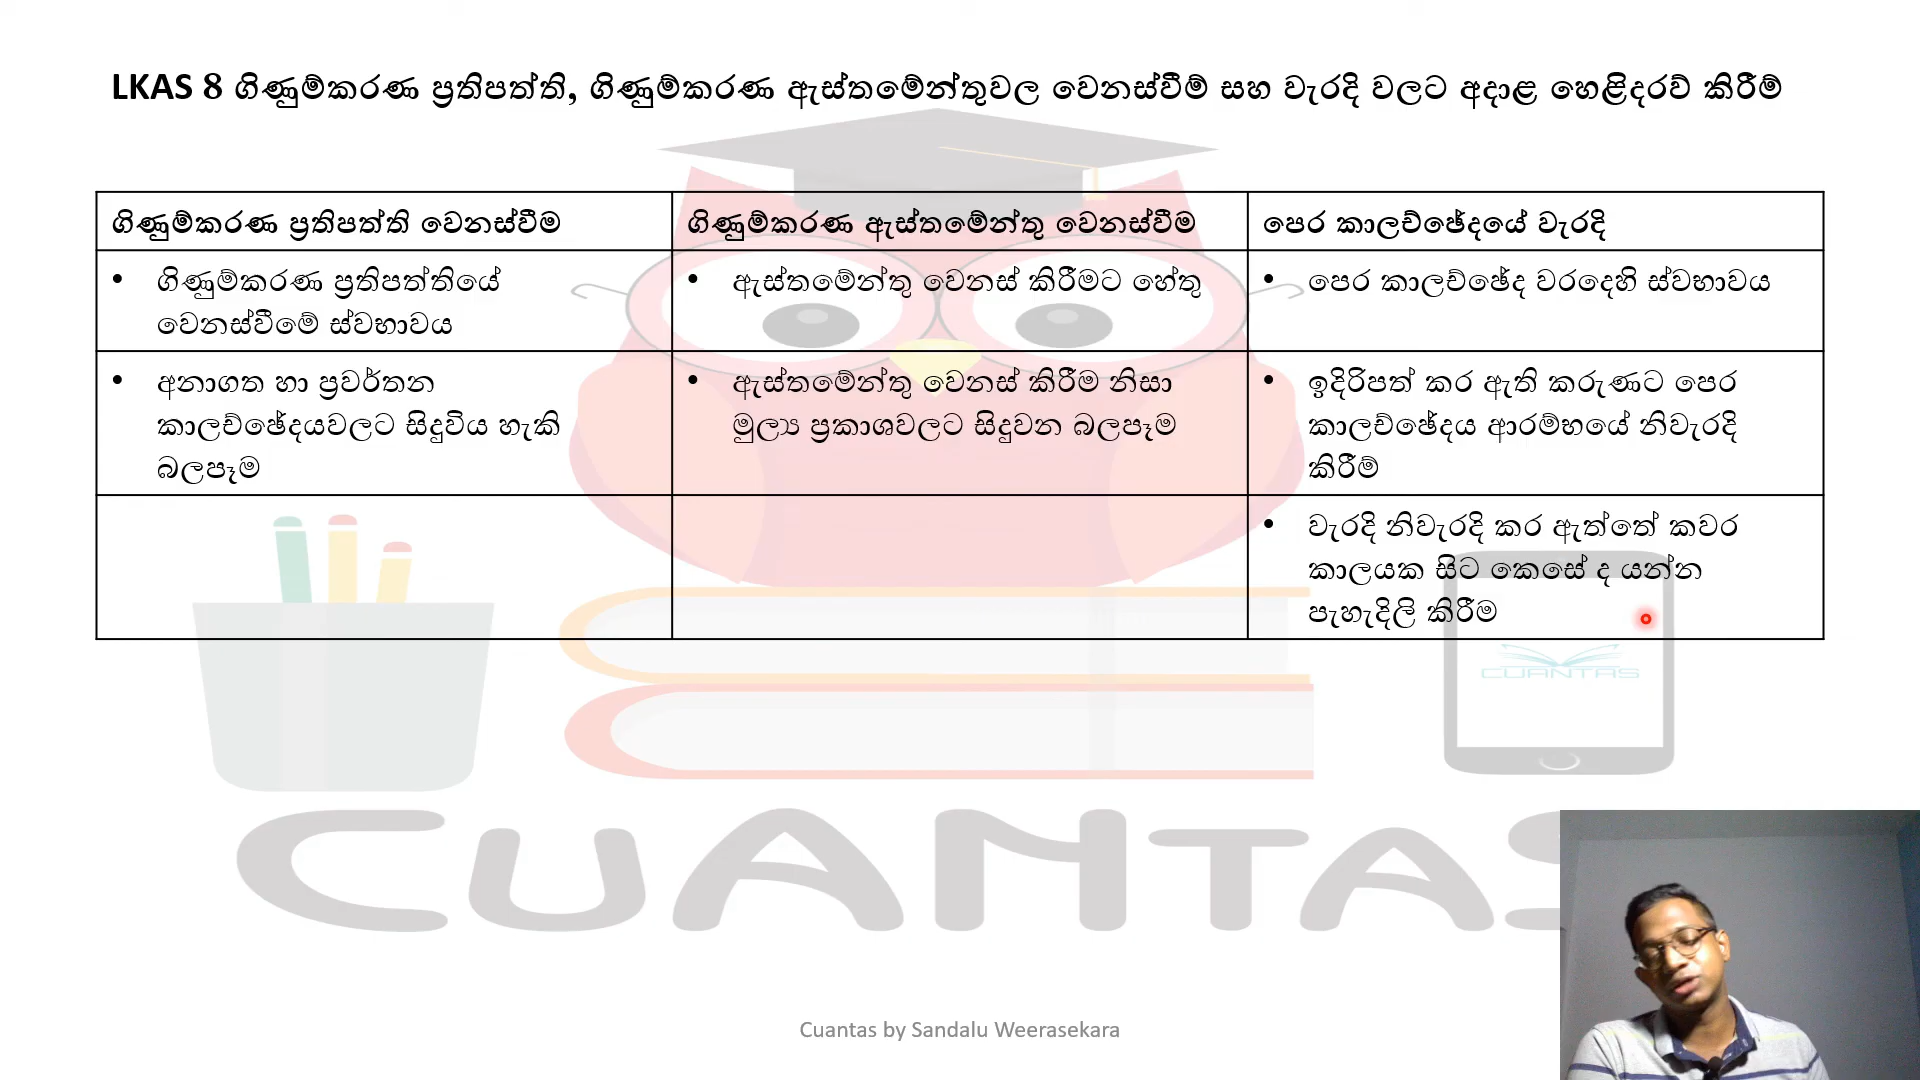 LKAS 8 ගිණුම්කරණ ප්‍රතිපත්ති, ගිණුම්කරණ ඇස්තමේන්තුවල වෙනස්වීම් සහ වැරදි වලට අදාළ හෙළිදරව් කිරීම්
ගිණුම්කරණ ප්‍රතිපත්ති වෙනස්වීම
ගිණුම්කරණ ඇස්තමේන්තු වෙනස්වීම
පෙර කාලච්ඡේදයේ වැරදි
• ගිණුම්කරණ ප්‍රතිපත්තියේ
වෙනස්වීමේ ස්වභාවය
• ඇස්තමේන්තු වෙනස් කිරීමට හේතු
• පෙර කාලච්ඡේද වරදෙහි ස්වභාවය
• අනාගත හා ප්‍රවර්තන
කාලච්ඡේදයවලට සිදුවිය හැකි
බලපෑම
• ඇස්තමේන්තු වෙනස් කිරීම නිසා
මුල්‍ය ප්‍රකාශවලට සිදුවන බලපෑම
• ඉදිරිපත් කර ඇති කරුණට පෙර
කාලච්ඡේදය ආරම්භයේ නිවැරදි
කිරීම්
• වැරදි නිවැරදි කර ඇත්තේ කවර
කාලයක සිට කෙසේ ද යන්න
පැහැදිලි කිරීම
CUANTAS
CUANTAS
Cuantas by Sandalu Weerasekara